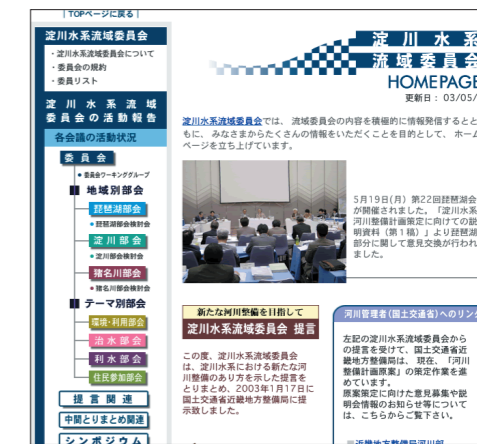 ｜TOPページに戻る｜
淀川水系流域委員会
・淀川水系流域委員会について
・委員会の規約
・委員リスト
淀川水系流域
委員会の活動報告
各会議の活動状況
委員会
● 委員会ワーキンググループ
■ 地域別部会
琵琶湖部会
● 琵琶湖部会検討会
淀川部会
● 淀川部会検討会
猪名川部会
● 猪名川部会検討会
■ テーマ別部会
環境・利用部会
治水部会
利水部会
住民参加部会
提言関連
中間とりまとめ関連
シンポジウム
淀川水系
流域委員会
HOMEPAGE
更新日：03/05/
淀川水系流域委員会では、流域委員会の内容を積極的に情報発信するとと
もに、みなさまからたくさんの情報をいただくことを目的として、ホーム
ページを立ち上げています。
5月19日(月) 第22回琵琶湖会
が開催されました。「淀川水系
河川整備計画策定に向けての説
明資料（第1稿）」より琵琶湖
部分に関して意見交換が行われ
ました。
新たな河川整備を目指して
淀川水系流域委員会 提言
この度、淀川水系流域委員会
は、淀川水系における新たな河
川整備のあり方を示した提言を
とりまとめ、2003年1月17日に
国土交通省近畿地方整備局に提
示致しました。
河川管理者(国土交通省)へのリンク
左記の淀川水系流域委員会から
の提言を受けて、国土交通省近
畿地方整備局は、現在、「河川
整備計画原案」の策定作業を進
めています。
原案策定に向けた意見募集や説
明会情報のお知らせ等について
は、こちらからご覧下さい。
■近畿地方整備局河川部